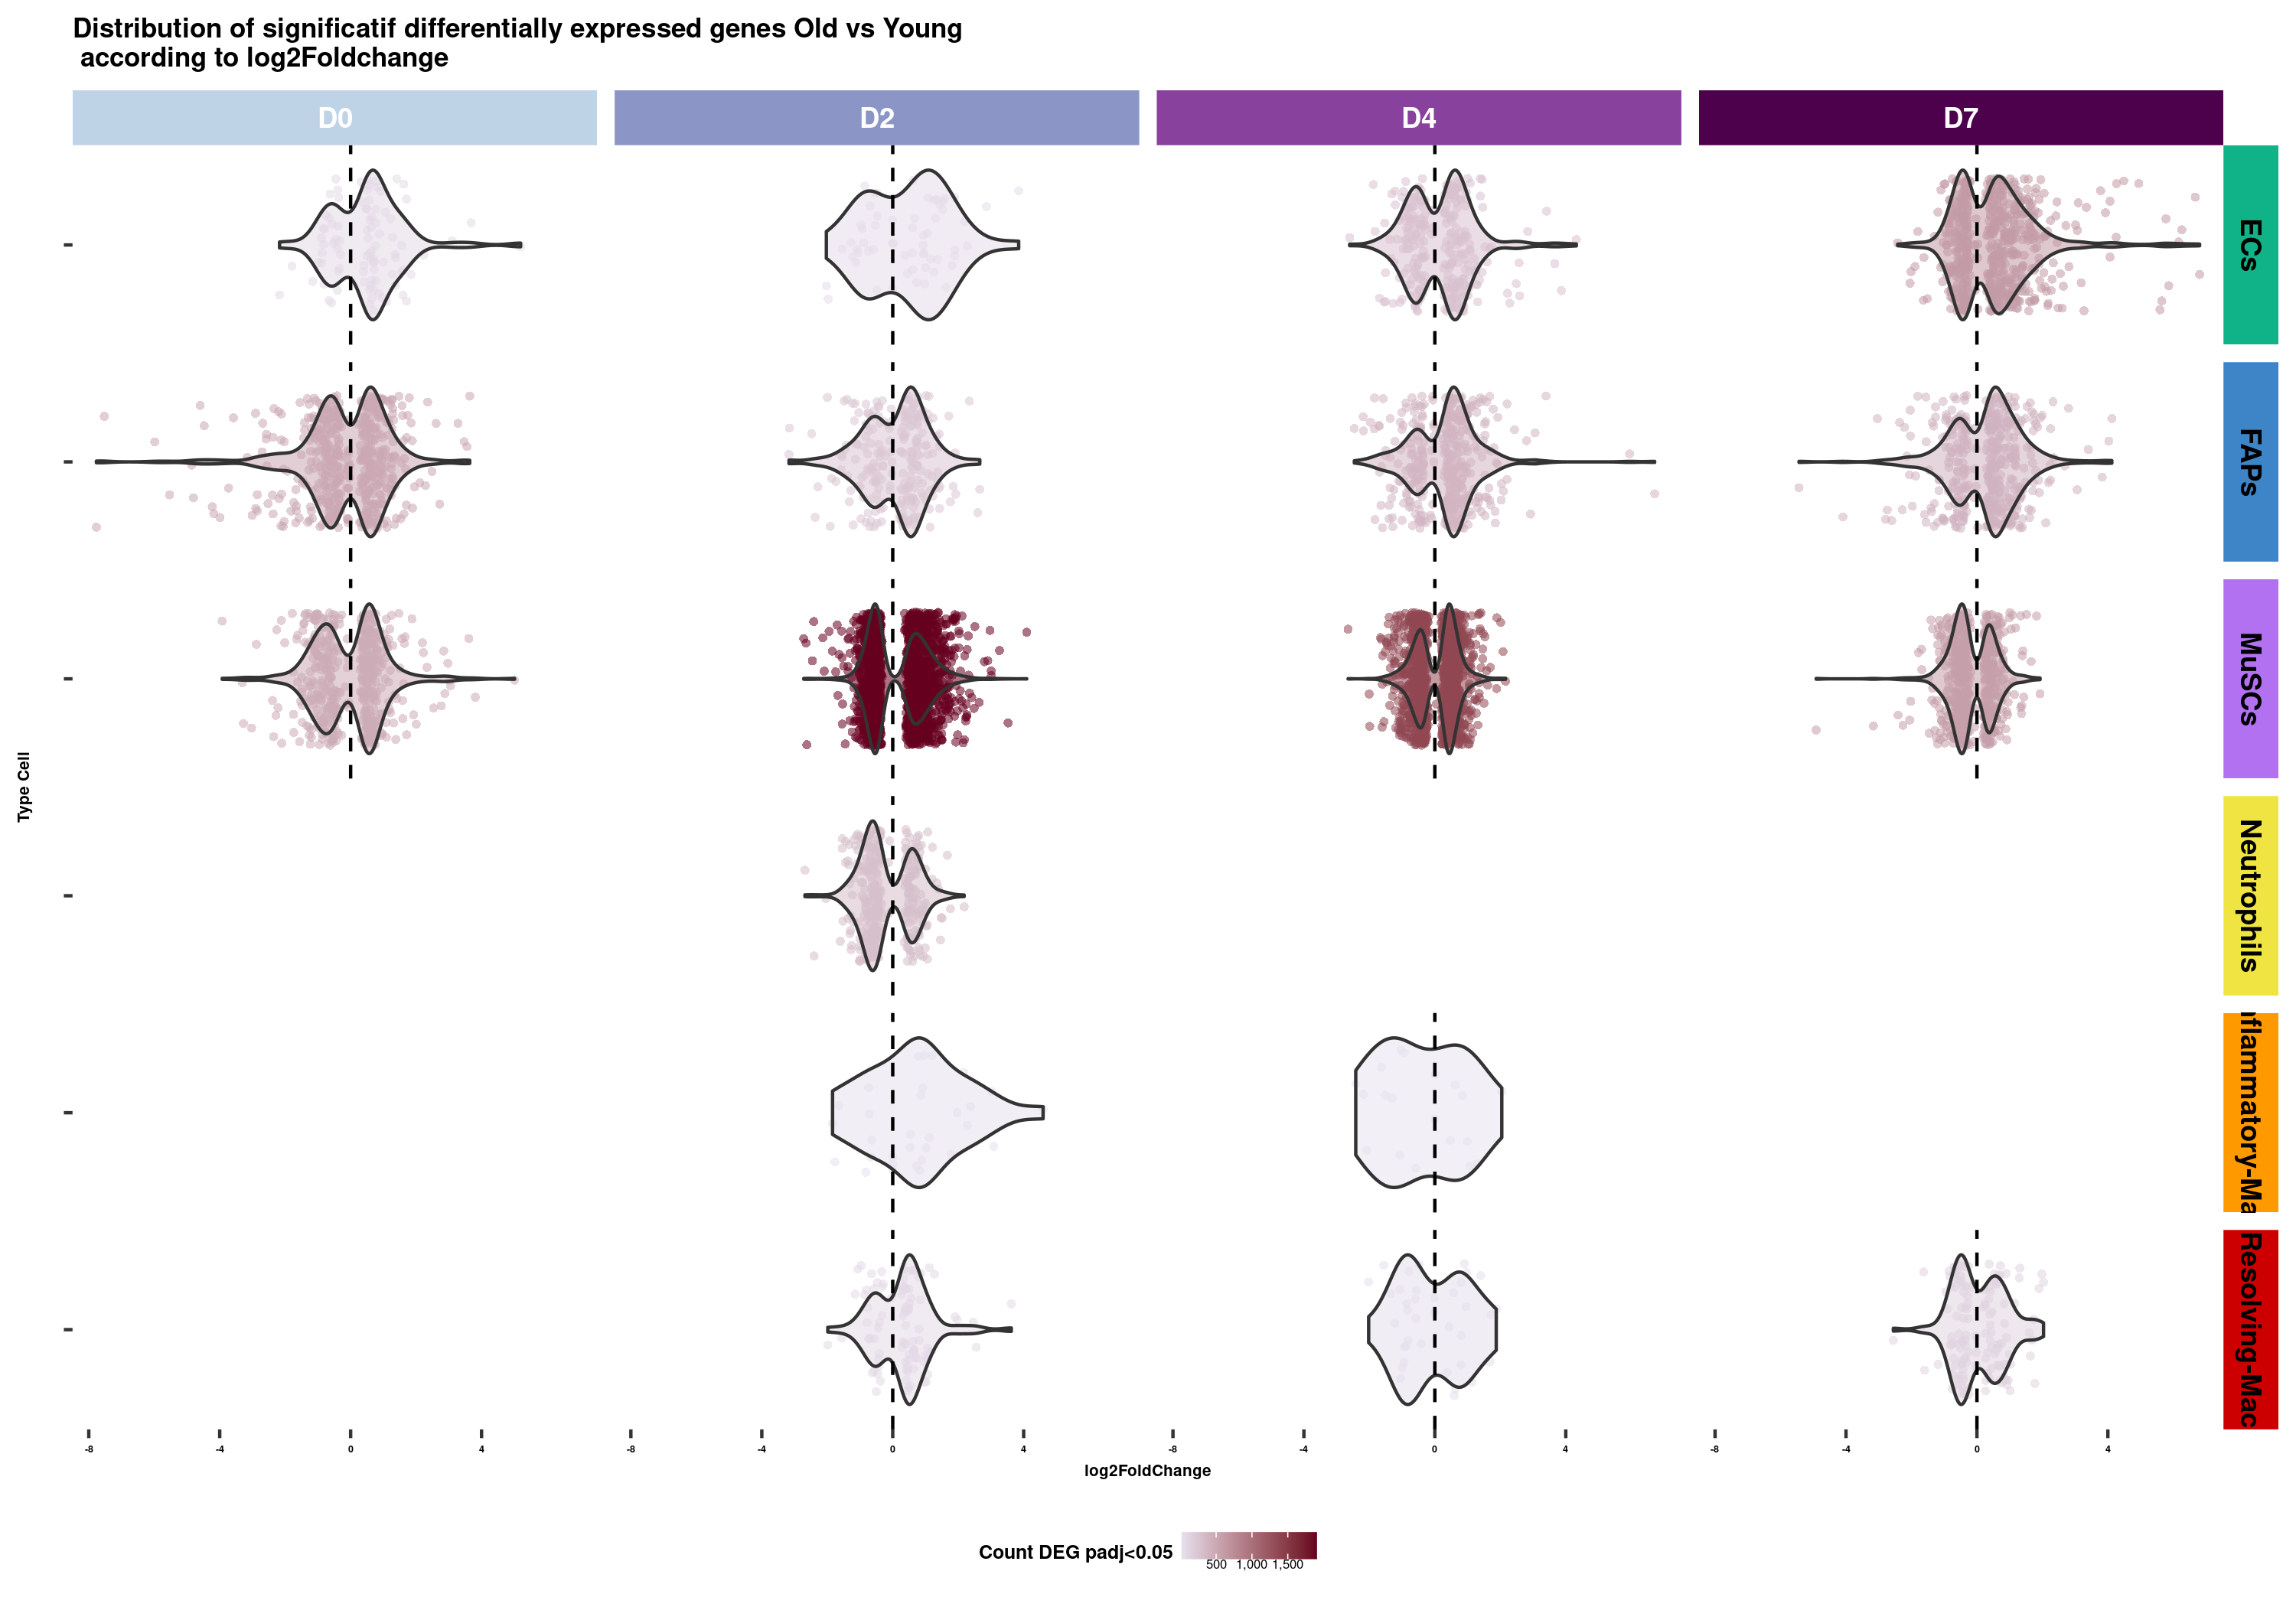 Distribution of significatif differentially expressed genes Old vs Young
according to log2Foldchange
D0 D2 D4 D7
ECs
FAPs
MuSCs
Neutrophils
flammatory-Ma
Resolving-Mac
Type Cell
-8 -4 0 4 -8 -4 0 4 -8 -4 0 4 -8 -4 0 4
log2FoldChange
Count DEG padj<0.05
500 1,000 1,500